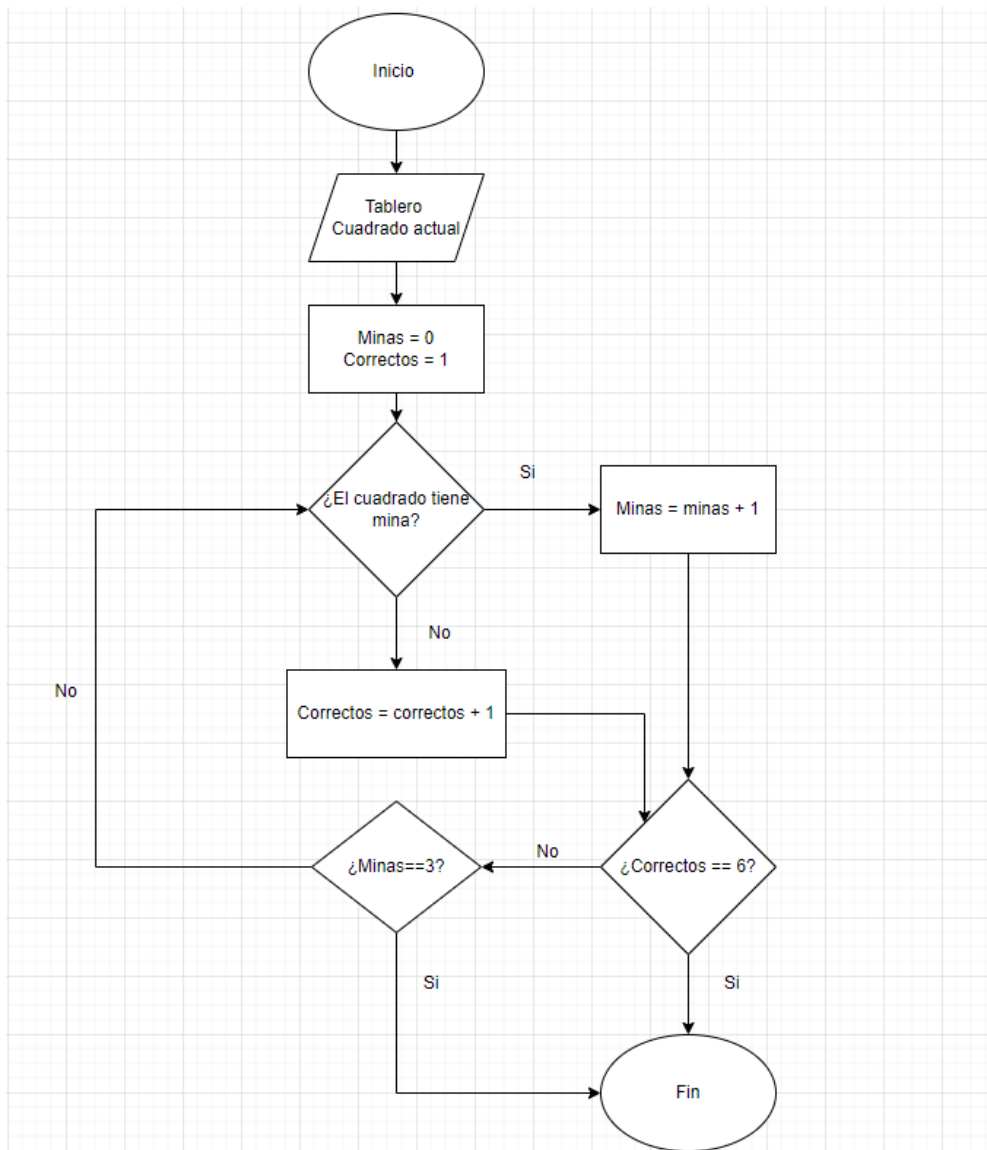 Inicio
Tablero
Cuadrado actual
Minas = 0
Correctos = 1
¿El cuadrado tiene
mina?
Si
Minas = minas + 1
No
Correctos = correctos + 1
No
¿Correctos == 6?
No
¿Minas==3?
Si
Si
Fin